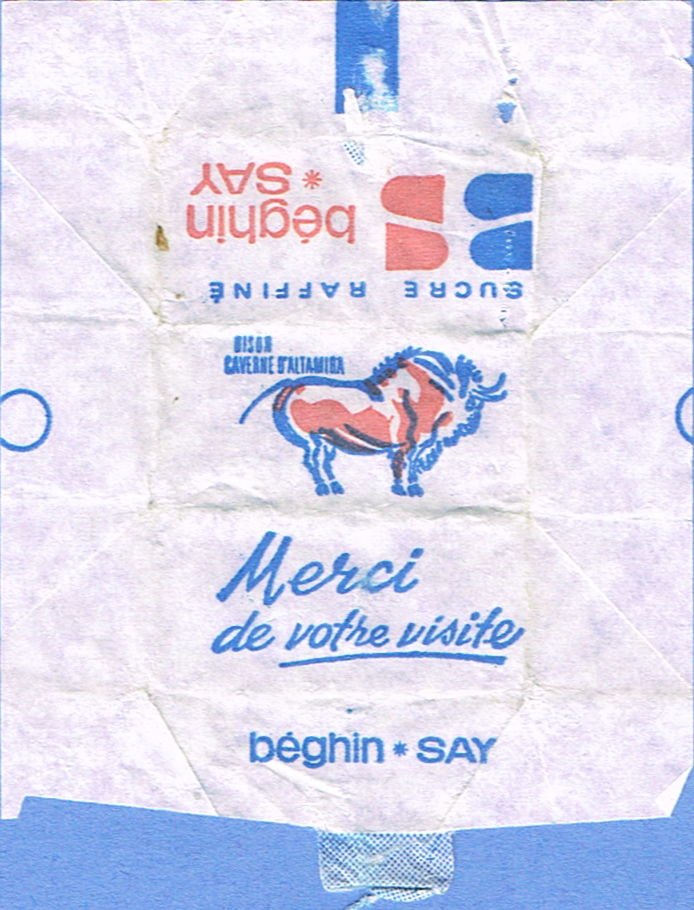 béghin
* SAY
SUCRE RAFFINÉ
BISON
CAVERNE D'ALTAMIRA
Merci
de votre visite
béghin * SAY